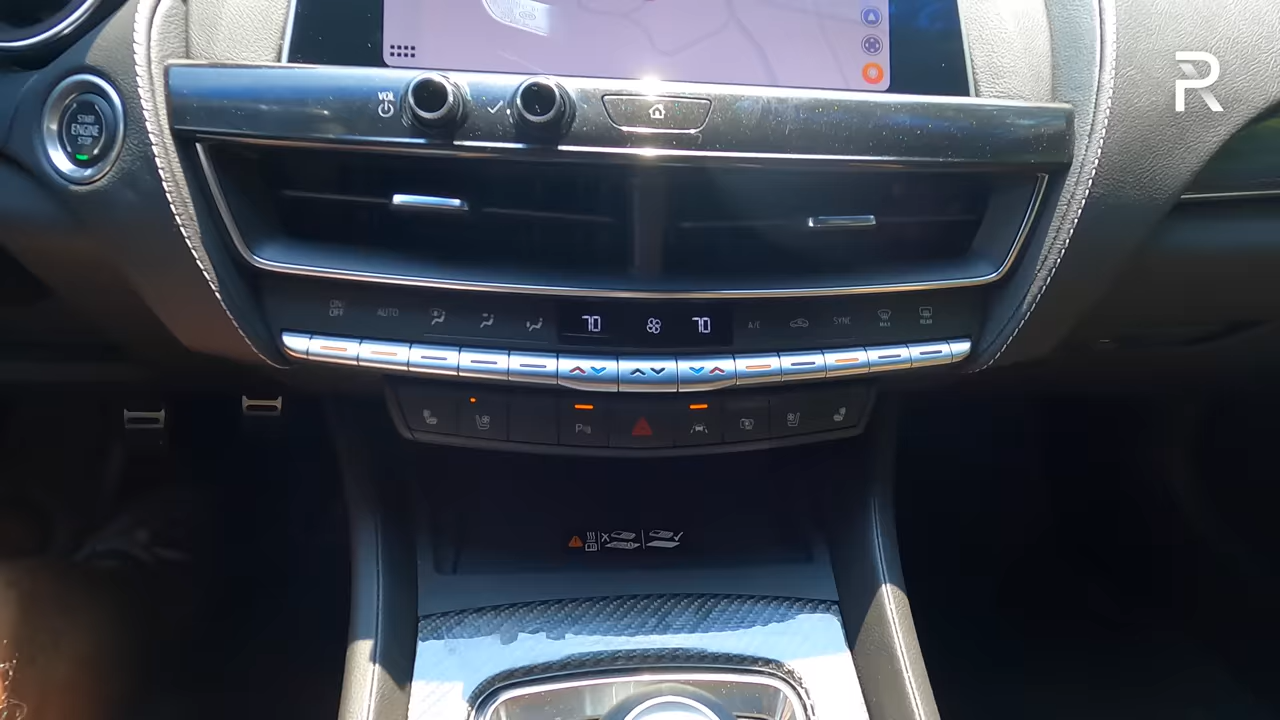 R
VOL
START
ENGINE
STOP
ON
OFF
AUTO
70
70
A/C
SYNC
MAX
REAR
P